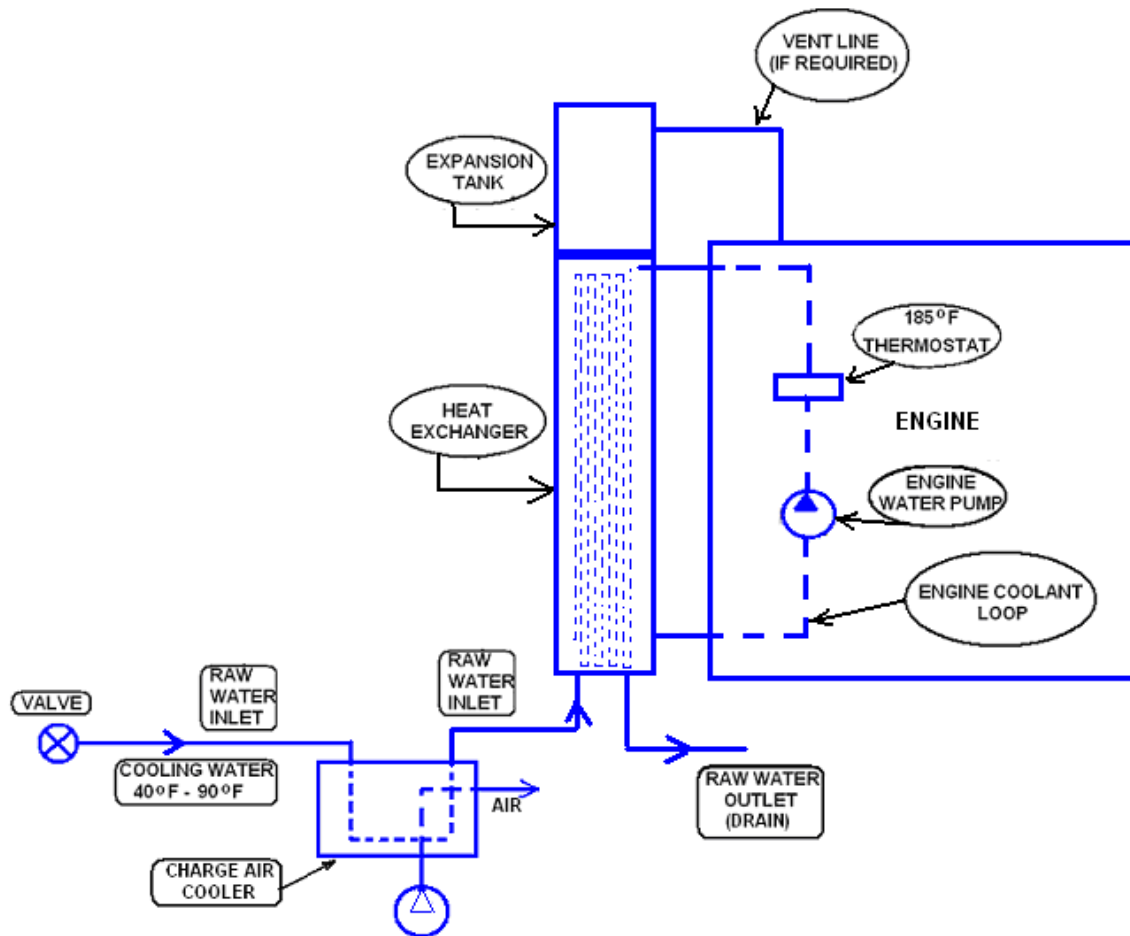 VENT LINE
(IF REQUIRED)
EXPANSION
TANK
185°F
THERMOSTAT
HEAT
EXCHANGER
ENGINE
ENGINE
WATER PUMP
ENGINE COOLANT
LOOP
RAW
WATER
INLET
RAW
WATER
INLET
VALVE
COOLING WATER
40°F - 90°F
AIR
RAW WATER
OUTLET
(DRAIN)
CHARGE AIR
COOLER